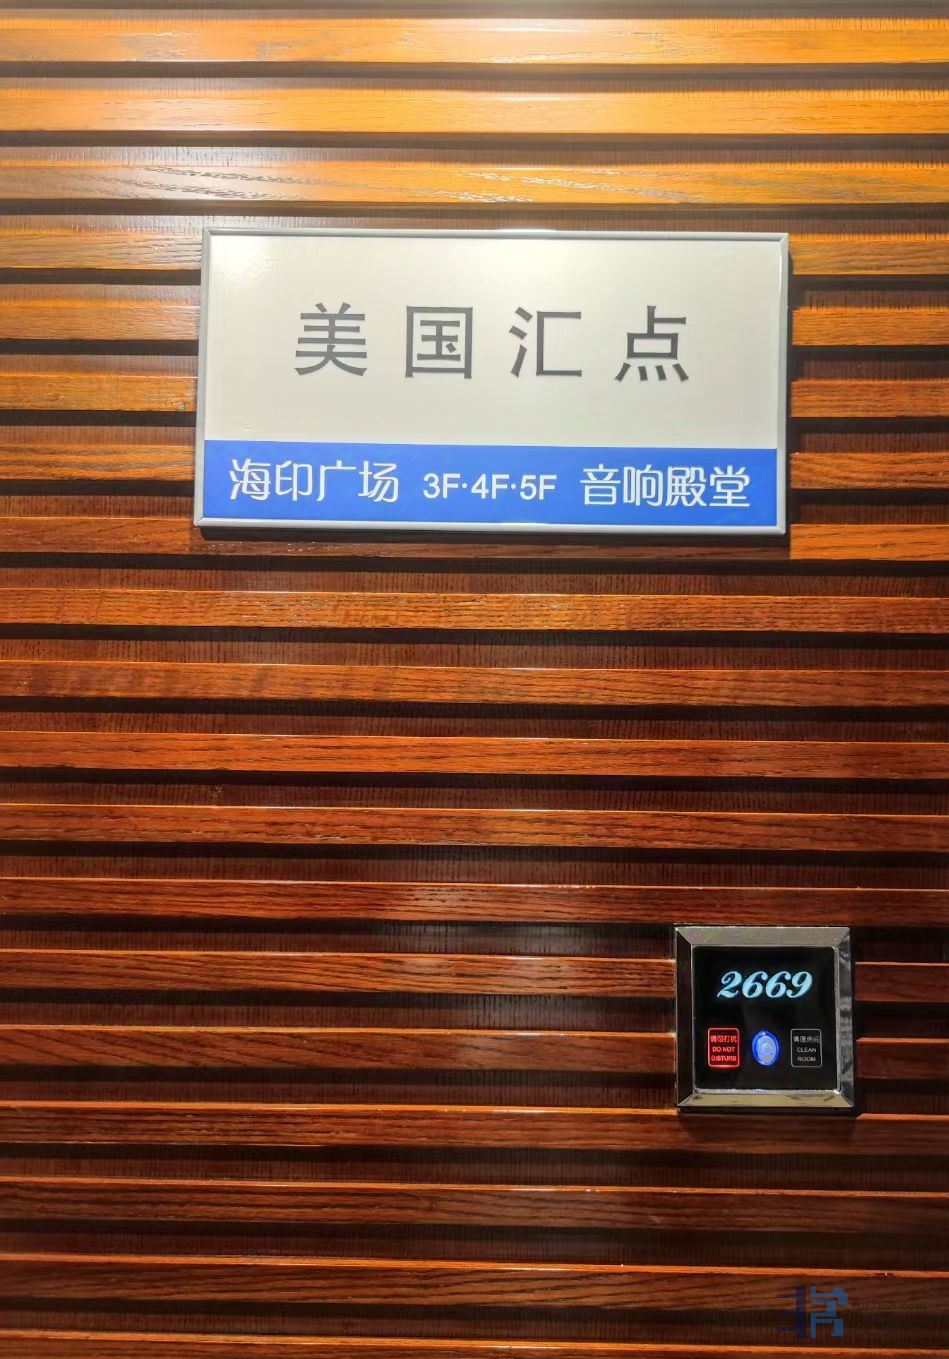 美国汇点
海印广场 3F·4F·5F 音响殿堂
2669
请勿打扰
DO NOT
DISTURB
清理房间
CLEAN
ROOM